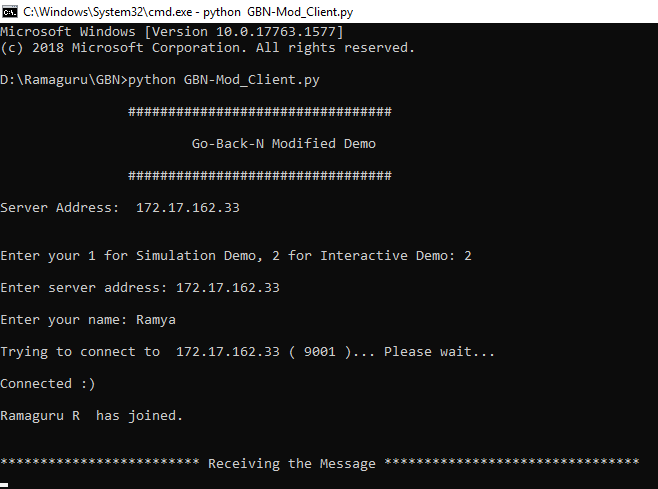 C:\Windows\System32\cmd.exe - python  GBN-Mod_Client.py
Microsoft Windows [Version 10.0.17763.1577]
(c) 2018 Microsoft Corporation. All rights reserved.
D:\Ramaguru\GBN>python GBN-Mod_Client.py
#################################
Go-Back-N Modified Demo
#################################
Server Address:  172.17.162.33
Enter your 1 for Simulation Demo, 2 for Interactive Demo: 2
Enter server address: 172.17.162.33
Enter your name: Ramya
Trying to connect to  172.17.162.33 ( 9001 )... Please wait...
Connected :)
Ramaguru R  has joined.
************************* Receiving the Message ********************************